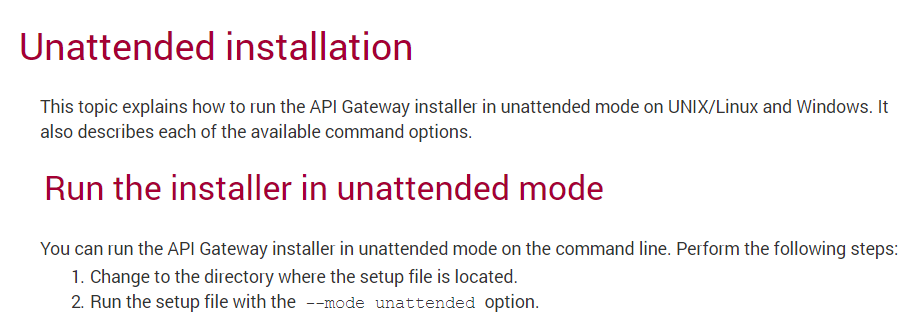 Unattended installation
This topic explains how to run the API Gateway installer in unattended mode on UNIX/Linux and Windows. It
also describes each of the available command options.
Run the installer in unattended mode
You can run the API Gateway installer in unattended mode on the command line. Perform the following steps:
1. Change to the directory where the setup file is located.
2. Run the setup file with the --mode unattended option.